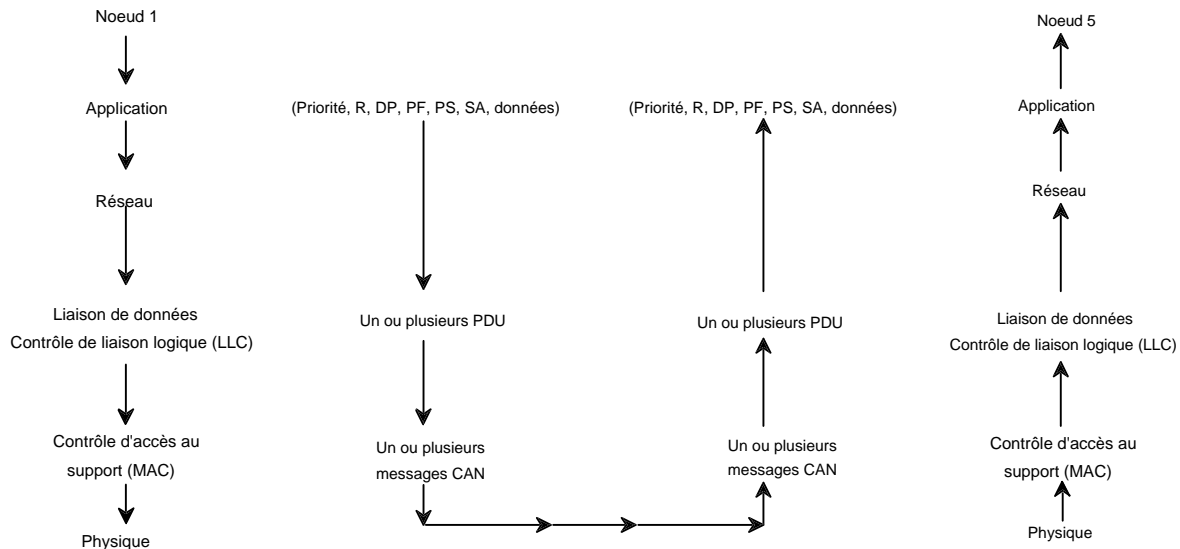 Noeud 1
Application
Réseau
Liaison de données
Contrôle de liaison logique (LLC)
Contrôle d'accès au
support (MAC)
Physique
(Priorité, R, DP, PF, PS, SA, données)
Un ou plusieurs PDU
Un ou plusieurs
messages CAN
(Priorité, R, DP, PF, PS, SA, données)
Un ou plusieurs PDU
Un ou plusieurs
messages CAN
Noeud 5
Application
Réseau
Liaison de données
Contrôle de liaison logique (LLC)
Contrôle d'accès au
support (MAC)
Physique